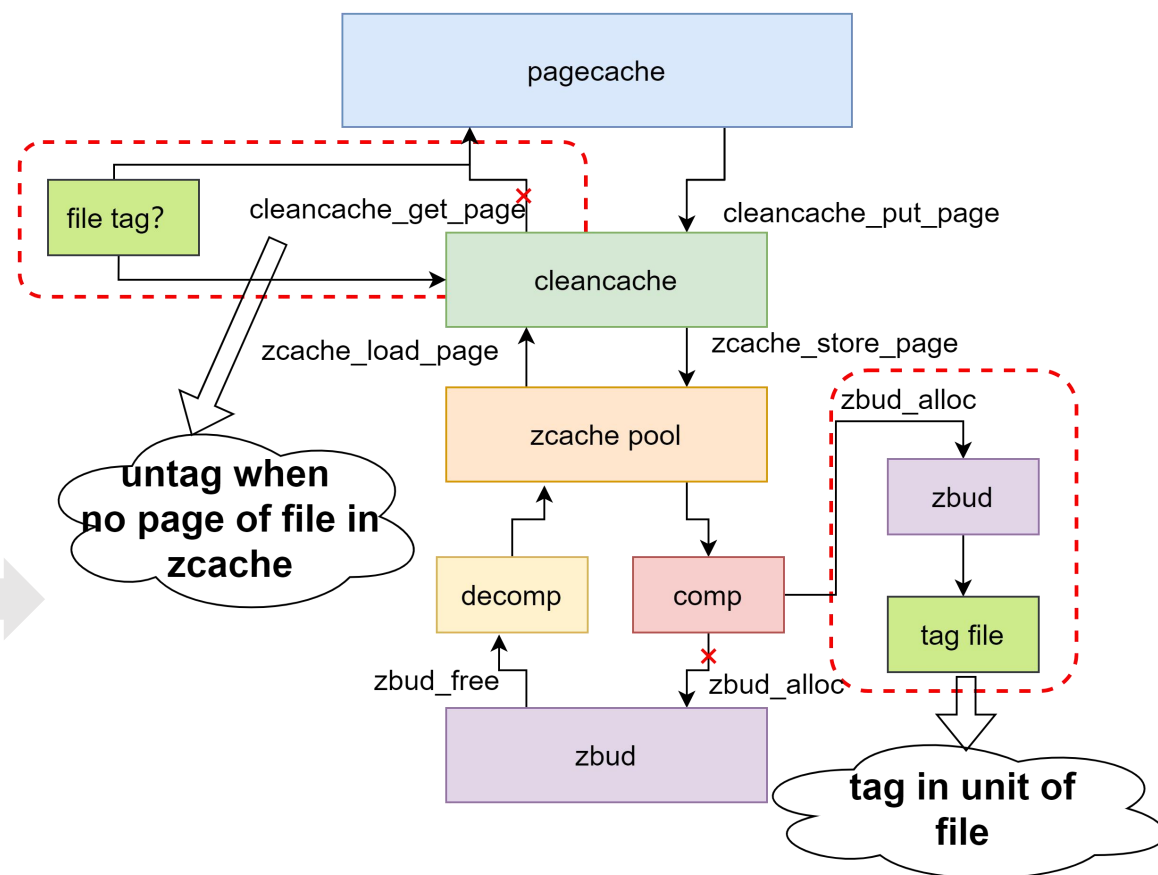 pagecache
file tag?
cleancache_get_page
cleancache_put_page
cleancache
zcache_load_page
zcache_store_page
zbud_alloc
zcache pool
untag when
no page of file in
zcache
zbud
decomp
comp
tag file
zbud_free
zbud_alloc
zbud
tag in unit of
file